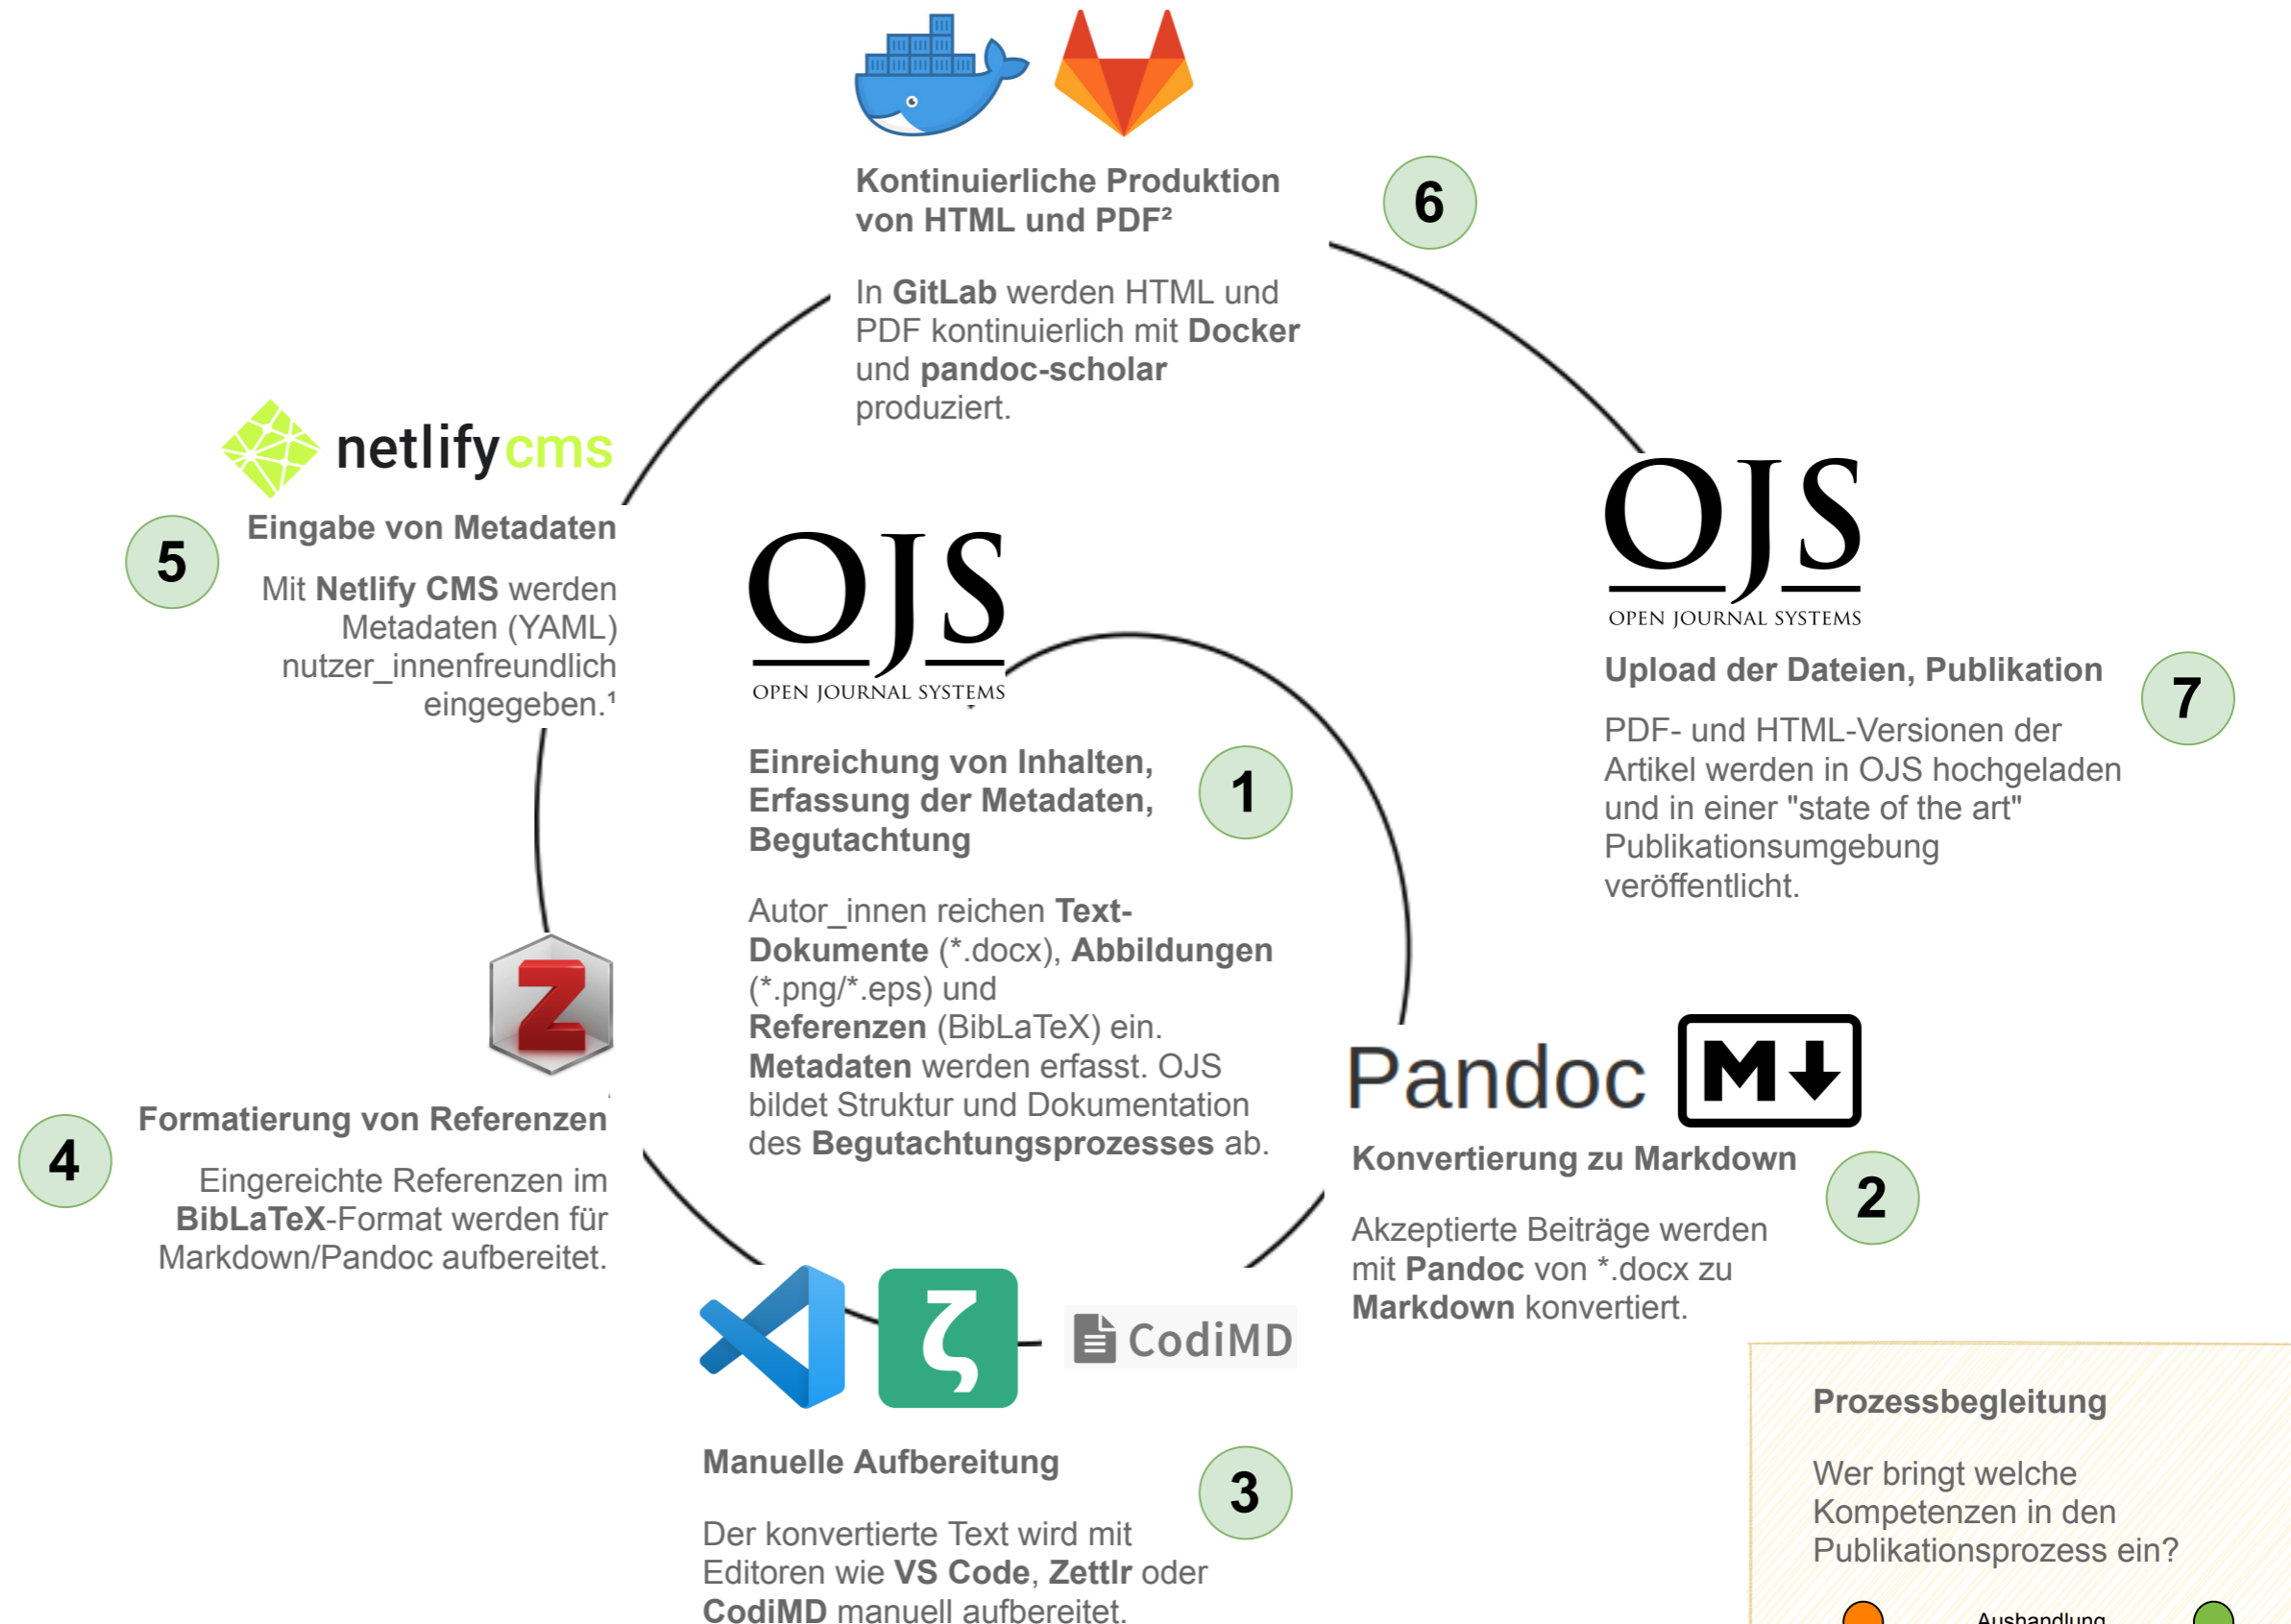 Kontinuierliche Produktion
von HTML und PDF²
6
In GitLab werden HTML und
PDF kontinuierlich mit Docker
und pandoc-scholar
produziert.
netlifycms
Eingabe von Metadaten
5
Mit Netlify CMS werden
Metadaten (YAML)
nutzer_innenfreundlich
eingegeben.¹
OJS
OPEN JOURNAL SYSTEMS
Einreichung von Inhalten,
Erfassung der Metadaten,
Begutachtung
1
Autor_innen reichen Text-
Dokumente (*.docx), Abbildungen
(*.png/*.eps) und
Referenzen (BibLaTeX) ein.
Metadaten werden erfasst. OJS
bildet Struktur und Dokumentation
des Begutachtungsprozesses ab.
OJS
OPEN JOURNAL SYSTEMS
Upload der Dateien, Publikation
7
PDF- und HTML-Versionen der
Artikel werden in OJS hochgeladen
und in einer "state of the art"
Publikationsumgebung
veröffentlicht.
Z
Formatierung von Referenzen
4
Eingereichte Referenzen im
BibLaTeX-Format werden für
Markdown/Pandoc aufbereitet.
Pandoc M
Konvertierung zu Markdown
2
Akzeptierte Beiträge werden
mit Pandoc von *.docx zu
Markdown konvertiert.
ζ
CodiMD
Manuelle Aufbereitung
3
Der konvertierte Text wird mit
Editoren wie VS Code, Zettlr oder
CodiMD manuell aufbereitet.
Prozessbegleitung
Wer bringt welche
Kompetenzen in den
Publikationsprozess ein?
Aushandlung